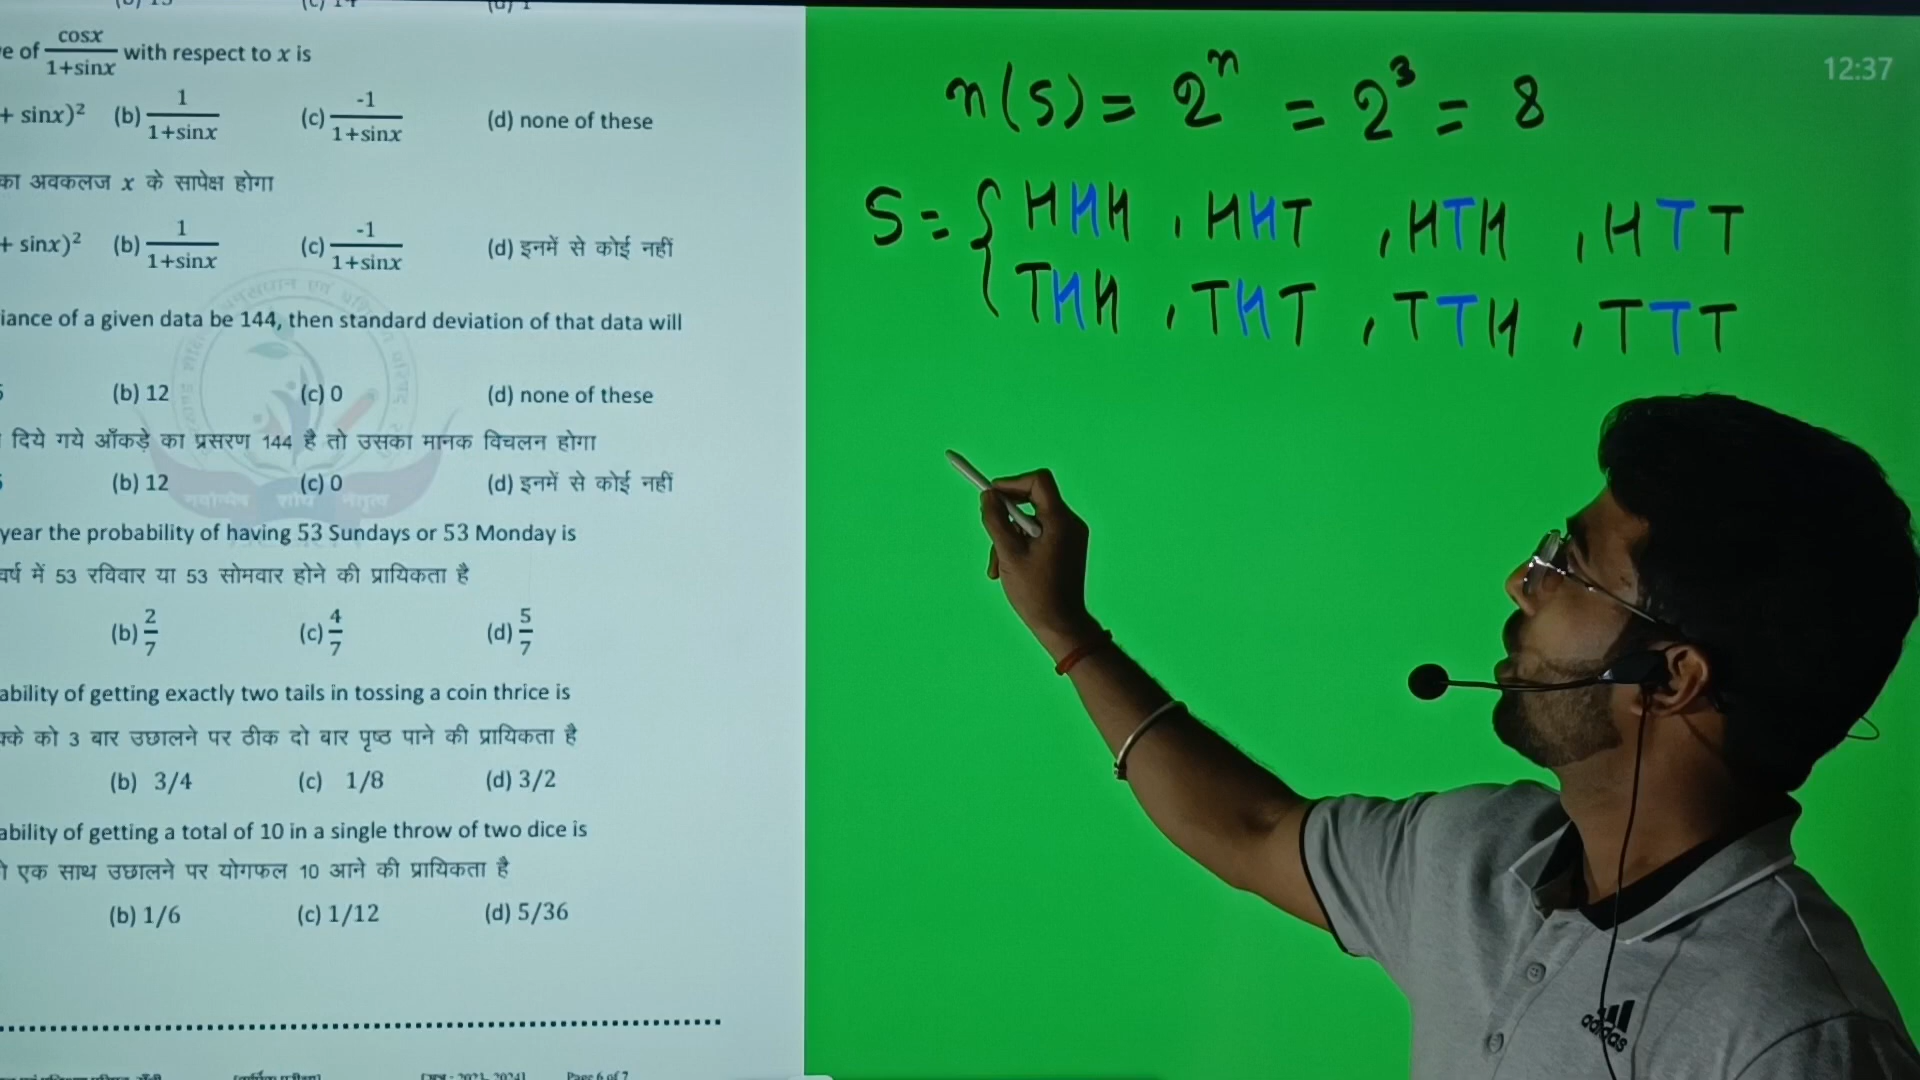 e of cosx/1+sinx with respect to x is
+ sinx)² (b) 1/1+sinx (c) -1/1+sinx (d) none of these
का अवकलज x के सापेक्ष होगा
+ sinx)² (b) 1/1+sinx (c) -1/1+sinx (d) इनमें से कोई नहीं
iance of a given data be 144, then standard deviation of that data will
(b) 12 (c) 0 (d) none of these
दिये गये आँकड़े का प्रसरण 144 है तो उसका मानक विचलन होगा
(b) 12 (c) 0 (d) इनमें से कोई नहीं
नवोन्मेष शोध नेतृत्व
year the probability of having 53 Sundays or 53 Monday is
वर्ष में 53 रविवार या 53 सोमवार होने की प्रायिकता है
(b) 2/7 (c) 4/7 (d) 5/7
ability of getting exactly two tails in tossing a coin thrice is
क्के को 3 बार उछालने पर ठीक दो बार पृष्ठ पाने की प्रायिकता है
(b) 3/4 (c) 1/8 (d) 3/2
ability of getting a total of 10 in a single throw of two dice is
एक साथ उछालने पर योगफल 10 आने की प्रायिकता है
(b) 1/6 (c) 1/12 (d) 5/36
Page 6 of 7
12:37
n(S) = 2ⁿ = 2³ = 8
S = { HHH , HHT , HTH , HTT
THH , THT , TTH , TTT
adidas